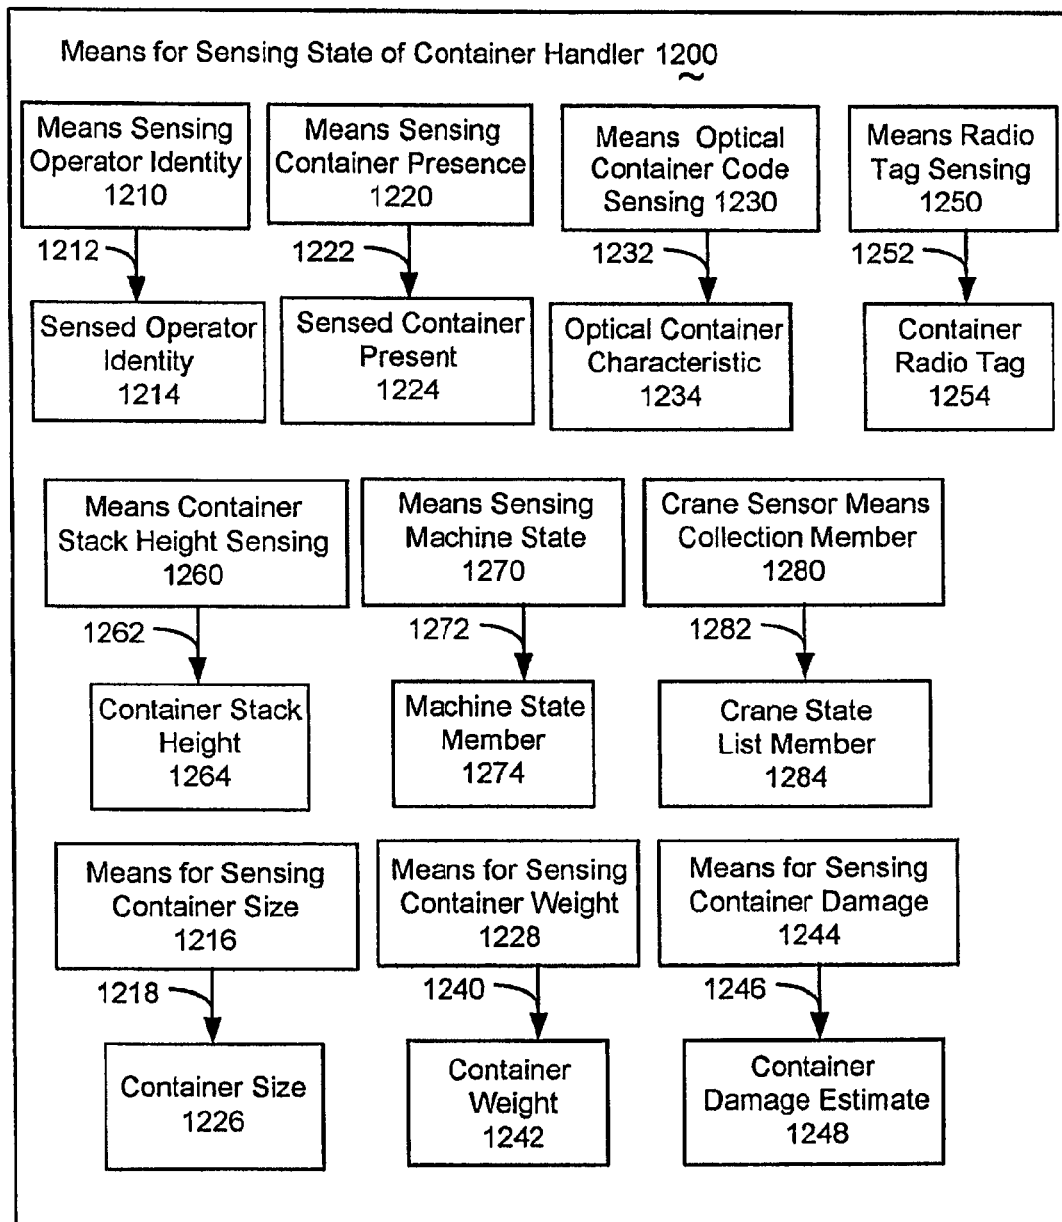 Means for Sensing State of Container Handler 1200
Means Sensing
Operator Identity
1210
Means Sensing
Container Presence
1220
Means Optical
Container Code
Sensing 1230
Means Radio
Tag Sensing
1250
1212
1222
1232
1252
Sensed Operator
Identity
1214
Sensed Container
Present
1224
Optical Container
Characteristic
1234
Container
Radio Tag
1254
Means Container
Stack Height Sensing
1260
Means Sensing
Machine State
1270
Crane Sensor Means
Collection Member
1280
1262
1272
1282
Container Stack
Height
1264
Machine State
Member
1274
Crane State
List Member
1284
Means for Sensing
Container Size
1216
Means for Sensing
Container Weight
1228
Means for Sensing
Container Damage
1244
1218
1240
1246
Container Size
1226
Container
Weight
1242
Container
Damage Estimate
1248